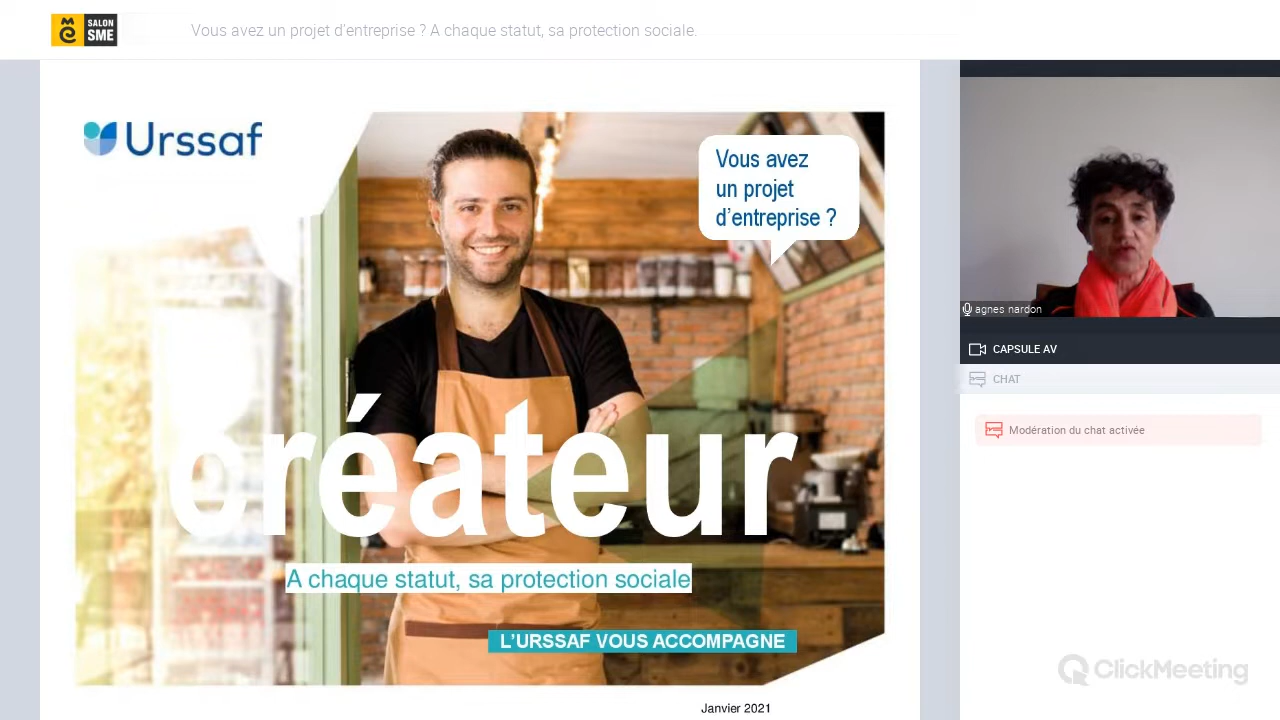 SALON
SME
Vous avez un projet d'entreprise ? A chaque statut, sa protection sociale.
Urssaf
Vous avez
un projet
d'entreprise ?
créateur
A chaque statut, sa protection sociale
L'URSSAF VOUS ACCOMPAGNE
Janvier 2021
agnes nardon
CAPSULE AV
CHAT
Modération du chat activée
ClickMeeting